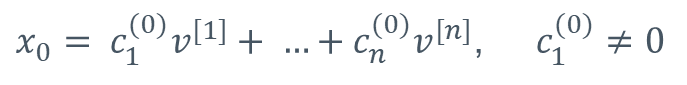 x₀ = c₁⁽⁰⁾v[1] + … + cₙ⁽⁰⁾v[n], c₁⁽⁰⁾ ≠ 0